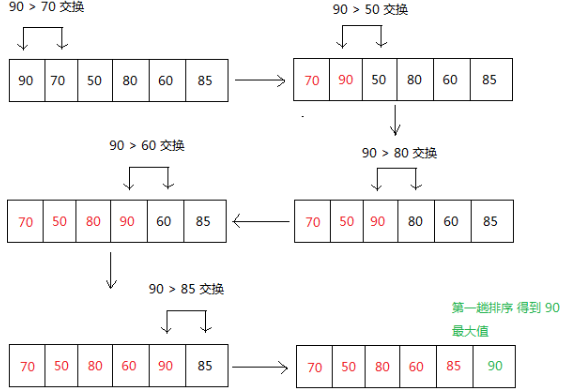 90 > 70 交换
90 70 50 80 60 85
90 > 50 交换
70 90 50 80 60 85
90 > 80 交换
70 50 90 80 60 85
90 > 60 交换
70 50 80 90 60 85
90 > 85 交换
70 50 80 60 90 85
第一趟排序 得到 90
最大值
70 50 80 60 85 90